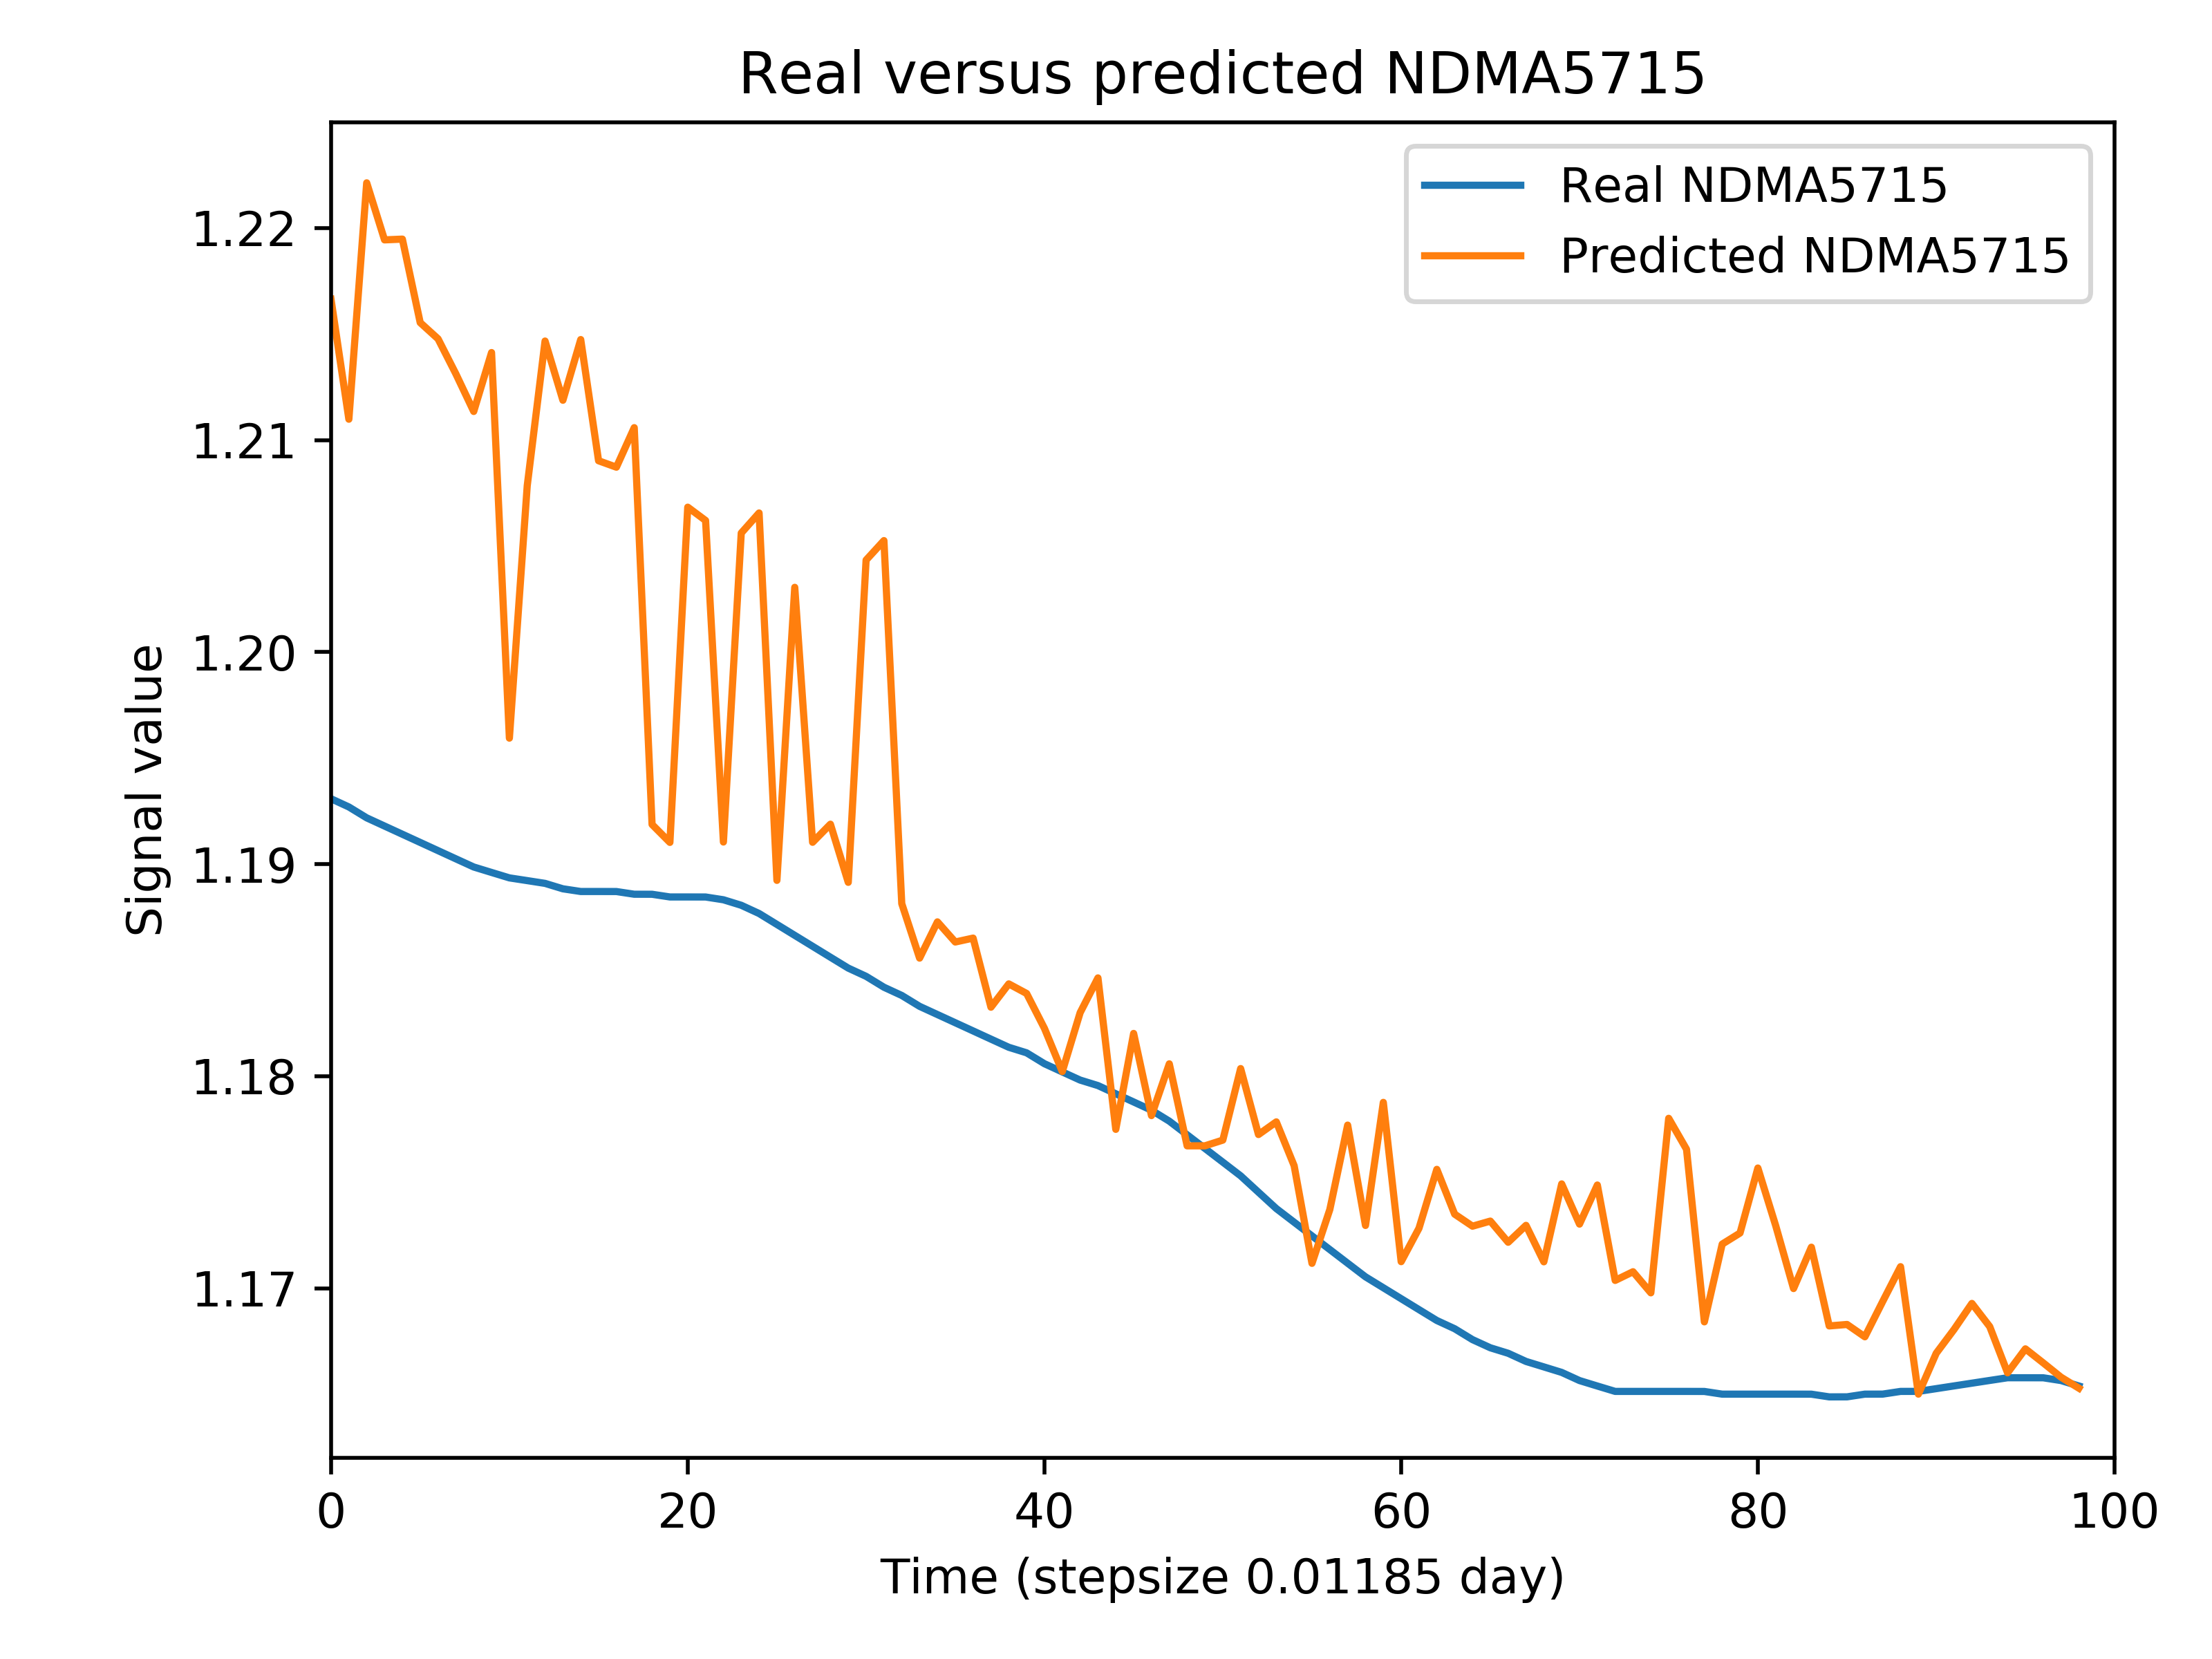 Real versus predicted NDMA5715
Real NDMA5715
Predicted NDMA5715
Signal value
1.22
1.21
1.20
1.19
1.18
1.17
0 20 40 60 80 100
Time (stepsize 0.01185 day)